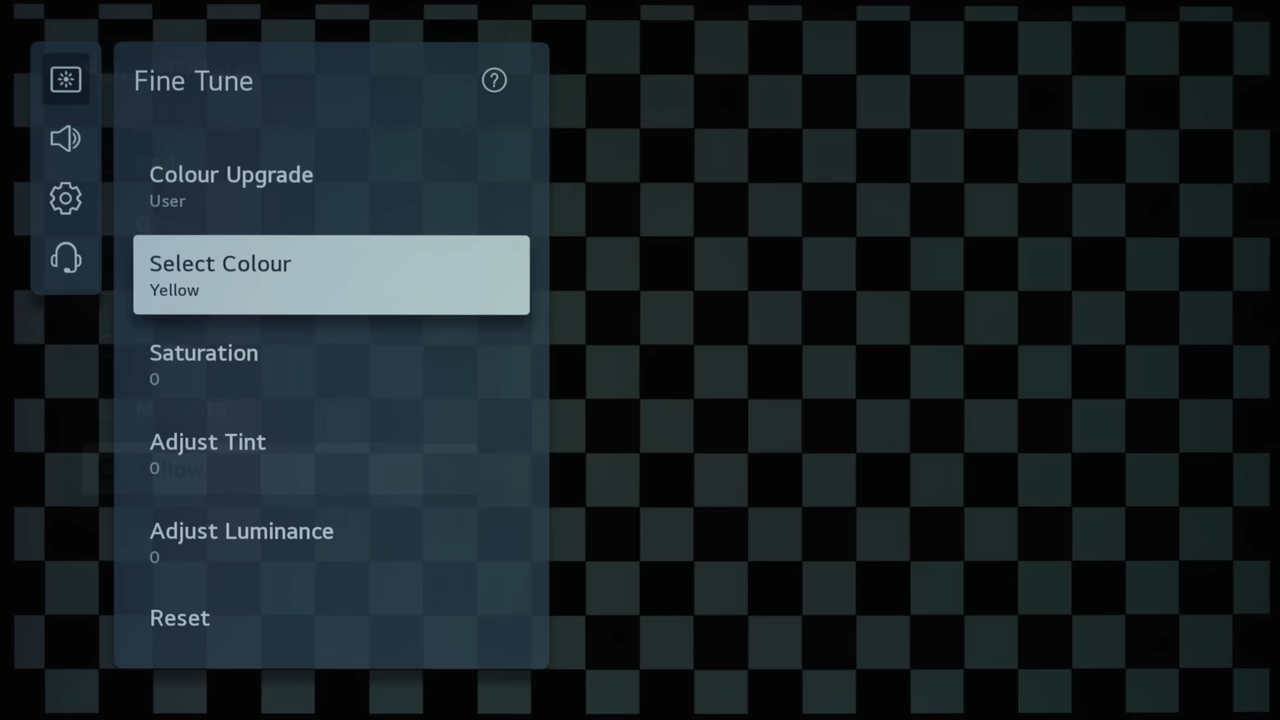 Fine Tune
?
Colour Upgrade
User
Select Colour
Yellow
Saturation
0
Adjust Tint
0
Adjust Luminance
0
Reset